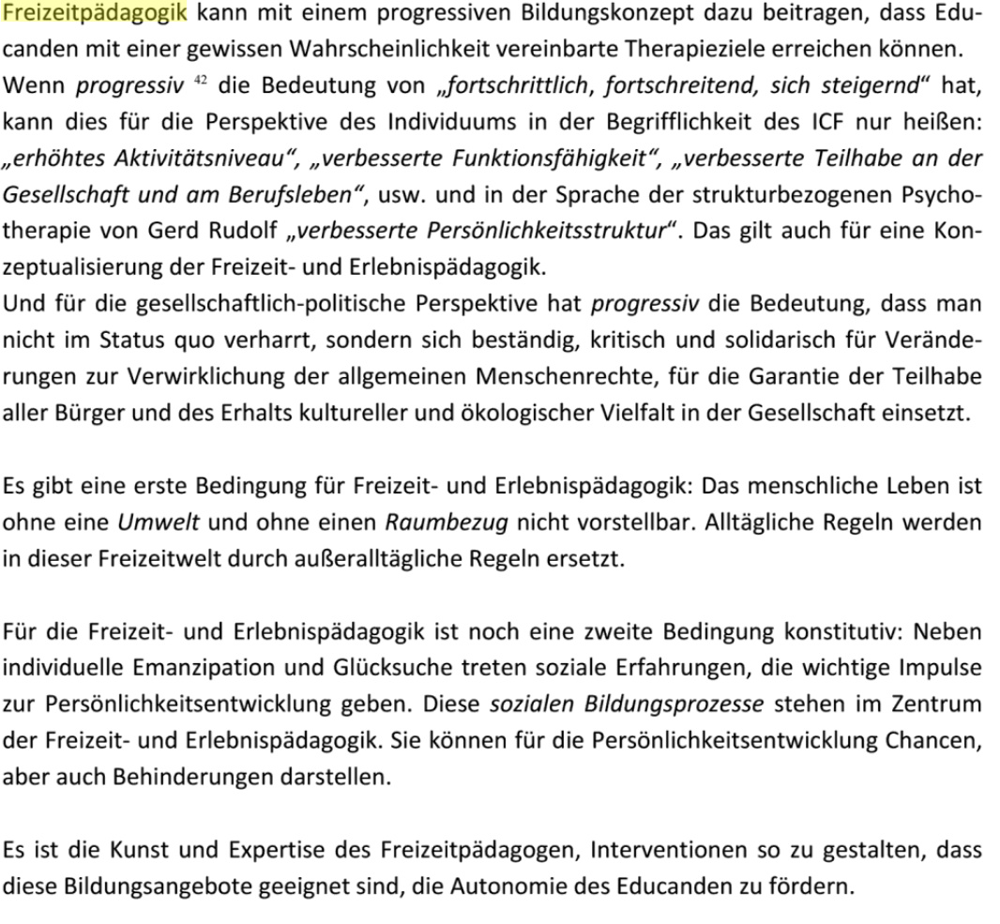 Freizeitpädagogik kann mit einem progressiven Bildungskonzept dazu beitragen, dass Edu-
canden mit einer gewissen Wahrscheinlichkeit vereinbarte Therapieziele erreichen können.
Wenn progressiv 42 die Bedeutung von „fortschrittlich, fortschreitend, sich steigernd“ hat,
kann dies für die Perspektive des Individuums in der Begrifflichkeit des ICF nur heißen:
„erhöhtes Aktivitätsniveau“, „verbesserte Funktionsfähigkeit“, „verbesserte Teilhabe an der
Gesellschaft und am Berufsleben“, usw. und in der Sprache der strukturbezogenen Psycho-
therapie von Gerd Rudolf „verbesserte Persönlichkeitsstruktur“. Das gilt auch für eine Kon-
zeptualisierung der Freizeit- und Erlebnispädagogik.
Und für die gesellschaftlich-politische Perspektive hat progressiv die Bedeutung, dass man
nicht im Status quo verharrt, sondern sich beständig, kritisch und solidarisch für Verände-
rungen zur Verwirklichung der allgemeinen Menschenrechte, für die Garantie der Teilhabe
aller Bürger und des Erhalts kultureller und ökologischer Vielfalt in der Gesellschaft einsetzt.
Es gibt eine erste Bedingung für Freizeit- und Erlebnispädagogik: Das menschliche Leben ist
ohne eine Umwelt und ohne einen Raumbezug nicht vorstellbar. Alltägliche Regeln werden
in dieser Freizeitwelt durch außeralltägliche Regeln ersetzt.
Für die Freizeit- und Erlebnispädagogik ist noch eine zweite Bedingung konstitutiv: Neben
individuelle Emanzipation und Glücksuche treten soziale Erfahrungen, die wichtige Impulse
zur Persönlichkeitsentwicklung geben. Diese sozialen Bildungsprozesse stehen im Zentrum
der Freizeit- und Erlebnispädagogik. Sie können für die Persönlichkeitsentwicklung Chancen,
aber auch Behinderungen darstellen.
Es ist die Kunst und Expertise des Freizeitpädagogen, Interventionen so zu gestalten, dass
diese Bildungsangebote geeignet sind, die Autonomie des Educanden zu fördern.